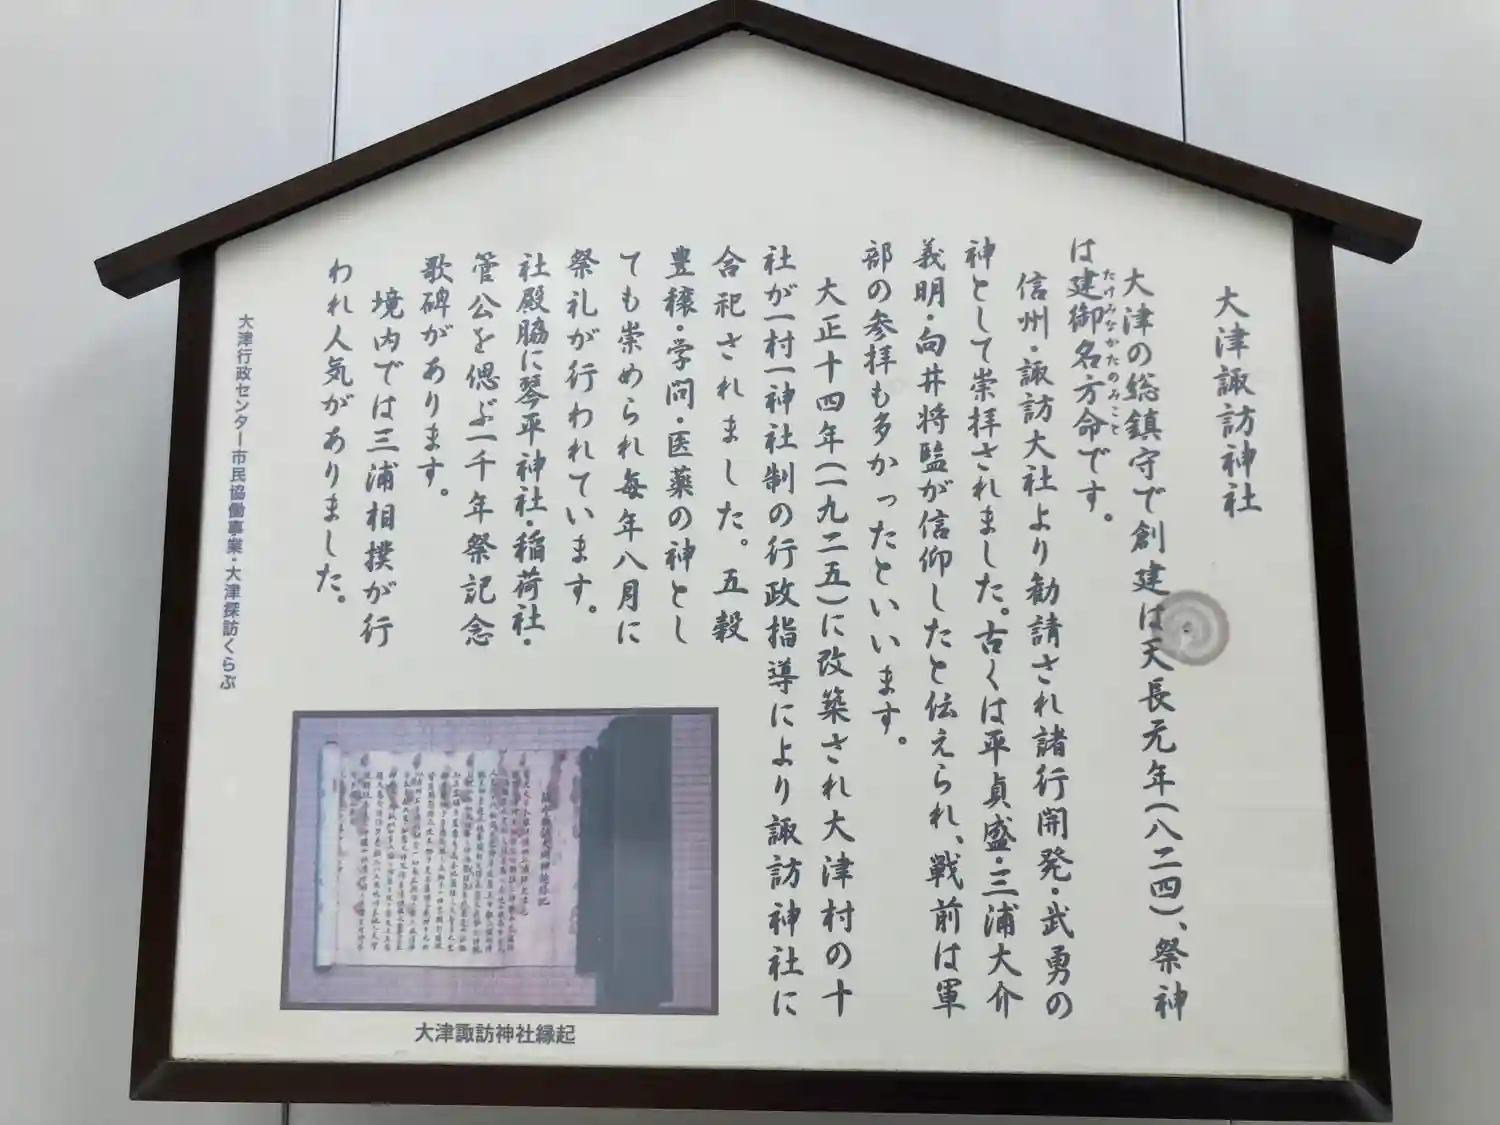 大津諏訪神社
大津の総鎮守で創建は天長元年(八二四)、祭神
は建御名方命です。
たけみなかたのみこと
信州・諏訪大社より勧請され諸行開発・武勇の
神として崇拝されました。古くは平貞盛・三浦大介
義明・向井将監が信仰したと伝えられ、戦前は軍
部の参拝も多かったといいます。
大正十四年(一九二五)に改築され大津村の十
社が一村一神社制の行政指導により諏訪神社に
合祀されました。五穀
豊穣・学問・医薬の神とし
ても崇められ毎年八月に
祭礼が行われています。
社殿脇に琴平神社・稲荷社・
菅公を偲ぶ一千年祭記念
歌碑があります。
境内では三浦相撲が行
われ人気がありました。
大津行政センター市民協働事業・大津探訪くらぶ
大津諏訪神社縁起